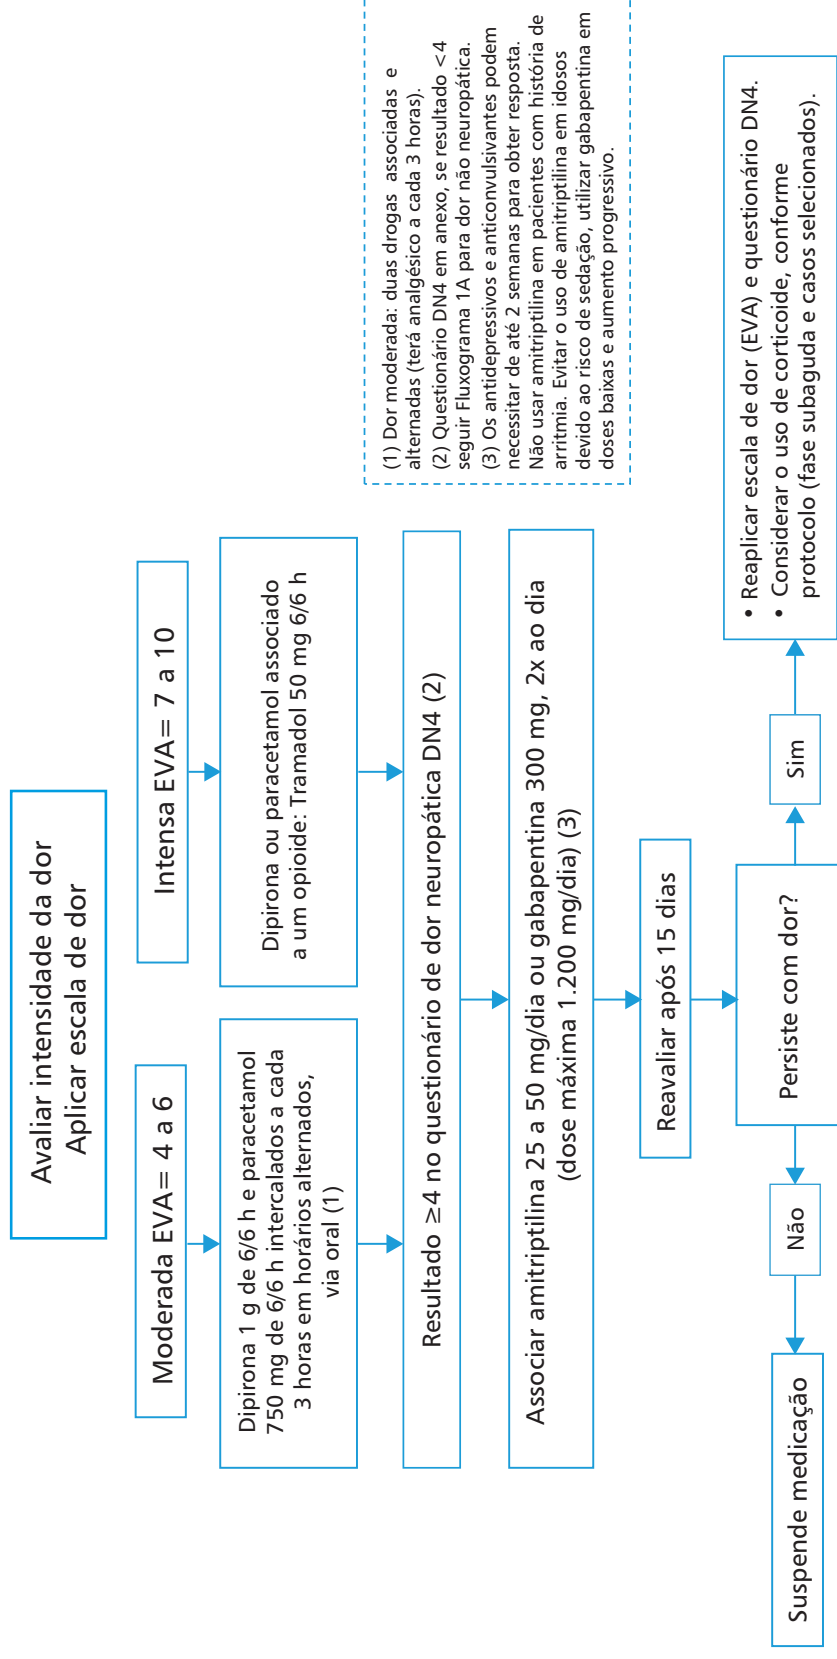 Avaliar intensidade da dor
Aplicar escala de dor
Moderada EVA= 4 a 6
Intensa EVA= 7 a 10
Dipirona 1 g de 6/6 h e paracetamol
750 mg de 6/6 h intercalados a cada
3 horas em horários alternados,
via oral (1)
Dipirona ou paracetamol associado
a um opioide: Tramadol 50 mg 6/6 h
Resultado ≥4 no questionário de dor neuropática DN4 (2)
Associar amitriptilina 25 a 50 mg/dia ou gabapentina 300 mg, 2x ao dia
(dose máxima 1.200 mg/dia) (3)
Reavaliar após 15 dias
Persiste com dor?
Não
Sim
Suspende medicação
• Reaplicar escala de dor (EVA) e questionário DN4.
• Considerar o uso de corticoide, conforme
protocolo (fase subaguda e casos selecionados).
(1) Dor moderada: duas drogas associadas e
alternadas (terá analgésico a cada 3 horas).
(2) Questionário DN4 em anexo, se resultado <4
seguir Fluxograma 1A para dor não neuropática.
(3) Os antidepressivos e anticonvulsivantes podem
necessitar de até 2 semanas para obter resposta.
Não usar amitriptilina em pacientes com história de
arritmia. Evitar o uso de amitriptilina em idosos
devido ao risco de sedação, utilizar gabapentina em
doses baixas e aumento progressivo.